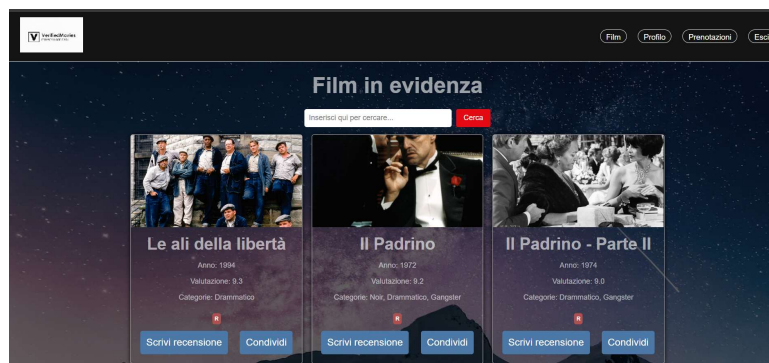 VerifiedMovies
Film
Profilo
Prenotazioni
Esci
Film in evidenza
Inserisci qui per cercare...
Cerca
Le ali della libertà
Anno: 1994
Valutazione: 9.3
Categorie: Drammatico
R
Scrivi recensione
Condividi
Il Padrino
Anno: 1972
Valutazione: 9.2
Categorie: Noir, Drammatico, Gangster
R
Scrivi recensione
Condividi
Il Padrino - Parte II
Anno: 1974
Valutazione: 9.0
Categorie: Drammatico, Gangster
R
Scrivi recensione
Condividi